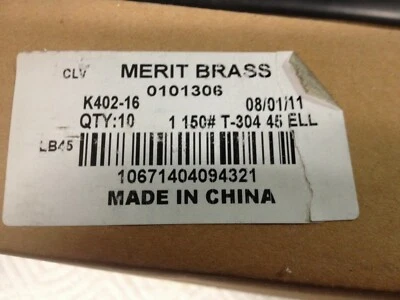 CLV MERIT BRASS
0101306
K402-16 08/01/11
QTY:10 1 150# T-304 45 ELL
LB45
10671404094321
MADE IN CHINA